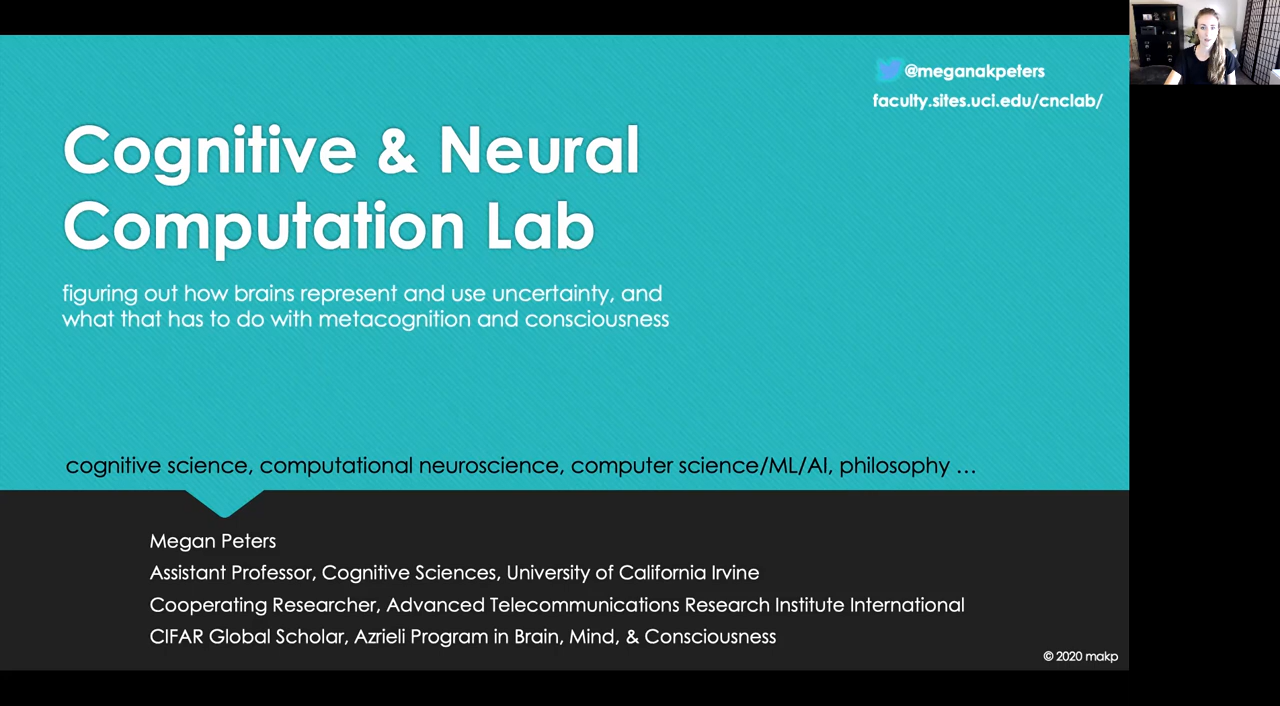 @meganakpeters
faculty.sites.uci.edu/cnclab/
Cognitive & Neural
Computation Lab
figuring out how brains represent and use uncertainty, and
what that has to do with metacognition and consciousness
cognitive science, computational neuroscience, computer science/ML/AI, philosophy …
Megan Peters
Assistant Professor, Cognitive Sciences, University of California Irvine
Cooperating Researcher, Advanced Telecommunications Research Institute International
CIFAR Global Scholar, Azrieli Program in Brain, Mind, & Consciousness
© 2020 makp